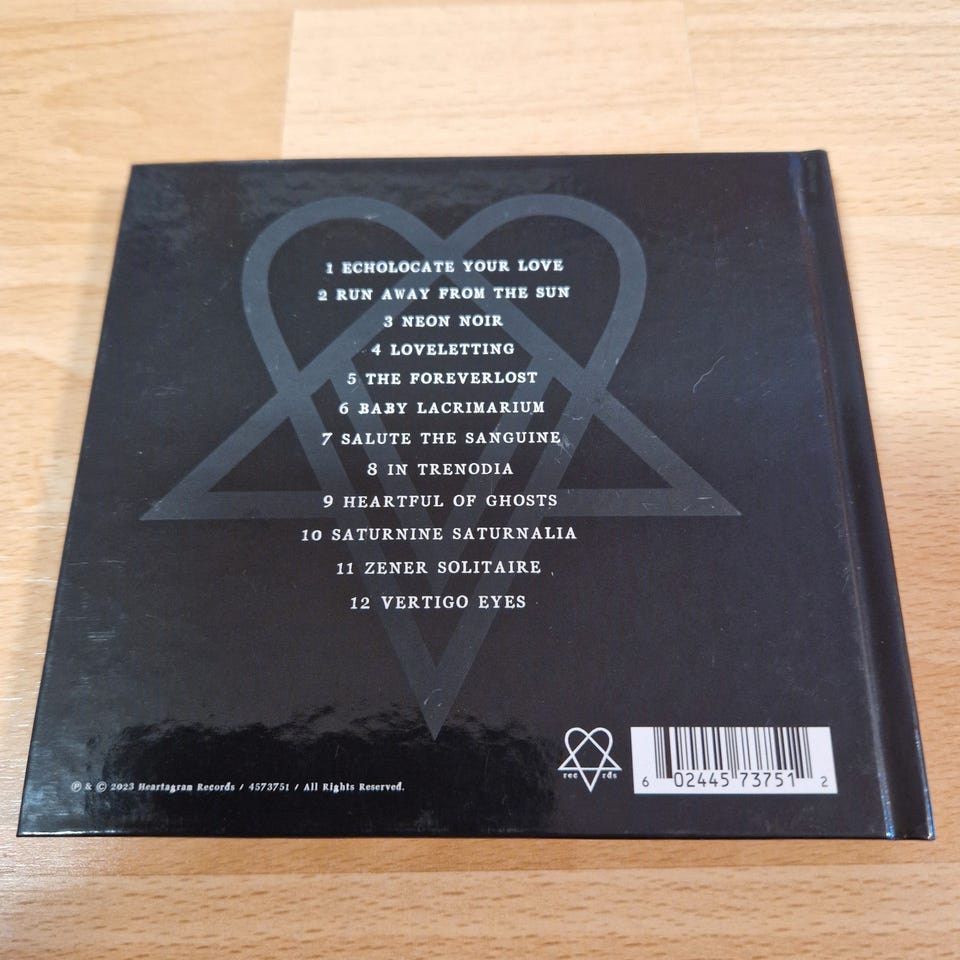 1 ECHOLOCATE YOUR LOVE
2 RUN AWAY FROM THE SUN
3 NEON NOIR
4 LOVELETTING
5 THE FOREVERLOST
6 BABY LACRIMARIUM
7 SALUTE THE SANGUINE
8 IN TRENODIA
9 HEARTFUL OF GHOSTS
10 SATURNINE SATURNALIA
11 ZENER SOLITAIRE
12 VERTIGO EYES
rec rds
℗ & © 2023 Heartagram Records / 4573751 / All Rights Reserved.
6 02445 73751 2